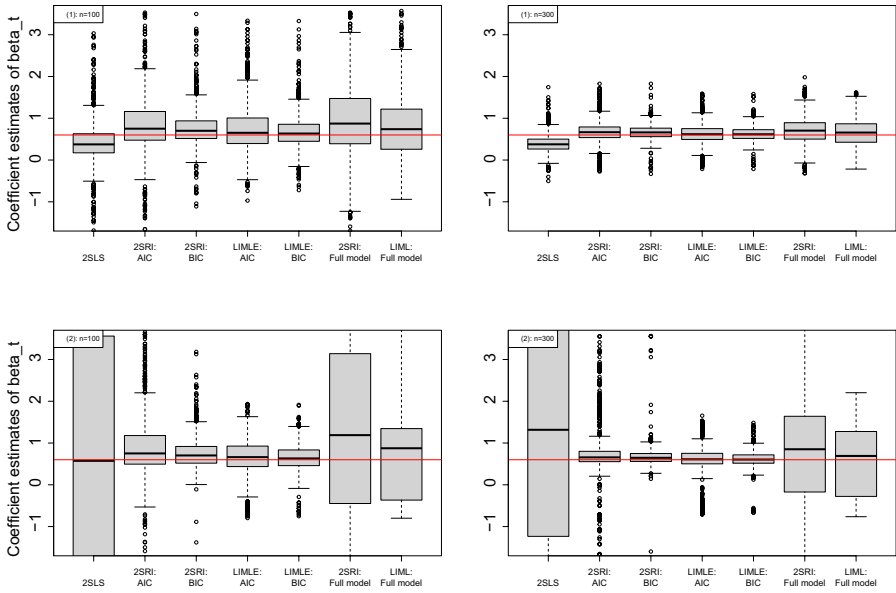 (1): n=100
Coefficient estimates of beta_t
3
2
1
0
−1
2SLS
2SRI:
AIC
2SRI:
BIC
LIMLE:
AIC
LIMLE:
BIC
2SRI:
Full model
LIML:
Full model
(1): n=300
3
2
1
0
−1
2SLS
2SRI:
AIC
2SRI:
BIC
LIMLE:
AIC
LIMLE:
BIC
2SRI:
Full model
LIML:
Full model
(2): n=100
Coefficient estimates of beta_t
3
2
1
0
−1
2SLS
2SRI:
AIC
2SRI:
BIC
LIMLE:
AIC
LIMLE:
BIC
2SRI:
Full model
LIML:
Full model
(2): n=300
3
2
1
0
−1
2SLS
2SRI:
AIC
2SRI:
BIC
LIMLE:
AIC
LIMLE:
BIC
2SRI:
Full model
LIML:
Full model